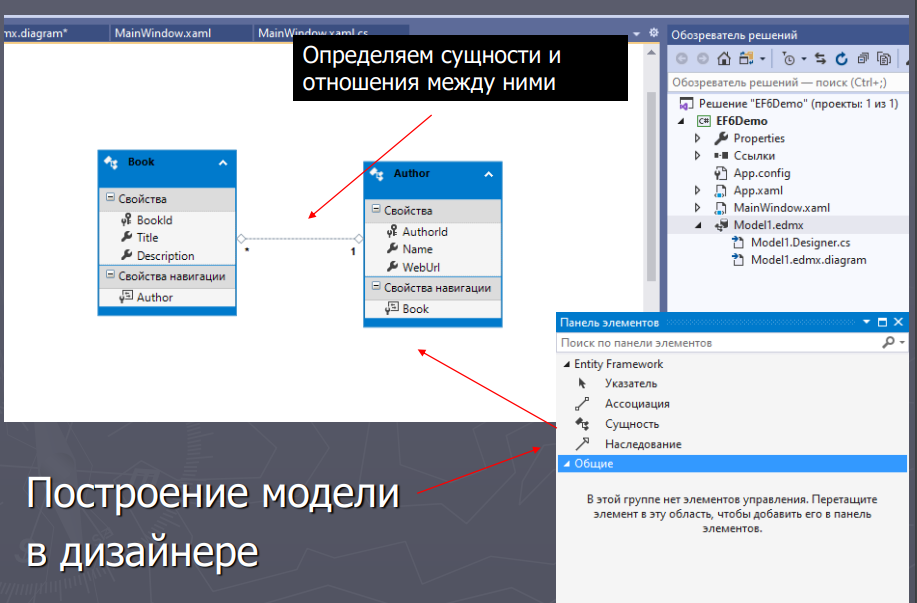 mx.diagram*
MainWindow.xaml
MainWindow.xaml.cs
Определяем сущности и
отношения между ними
Book
Свойства
BookId
Title
Description
Свойства навигации
Author
*
1
Author
Свойства
AuthorId
Name
WebUrl
Свойства навигации
Book
Обозреватель решений
Обозреватель решений — поиск (Ctrl+;)
Решение "EF6Demo" (проекты: 1 из 1)
C# EF6Demo
Properties
Ссылки
App.config
App.xaml
MainWindow.xaml
Model1.edmx
Model1.Designer.cs
Model1.edmx.diagram
Панель элементов
Поиск по панели элементов
Entity Framework
Указатель
Ассоциация
Сущность
Наследование
Общие
В этой группе нет элементов управления. Перетащите
элемент в эту область, чтобы добавить его в панель
элементов.
Построение модели
в дизайнере